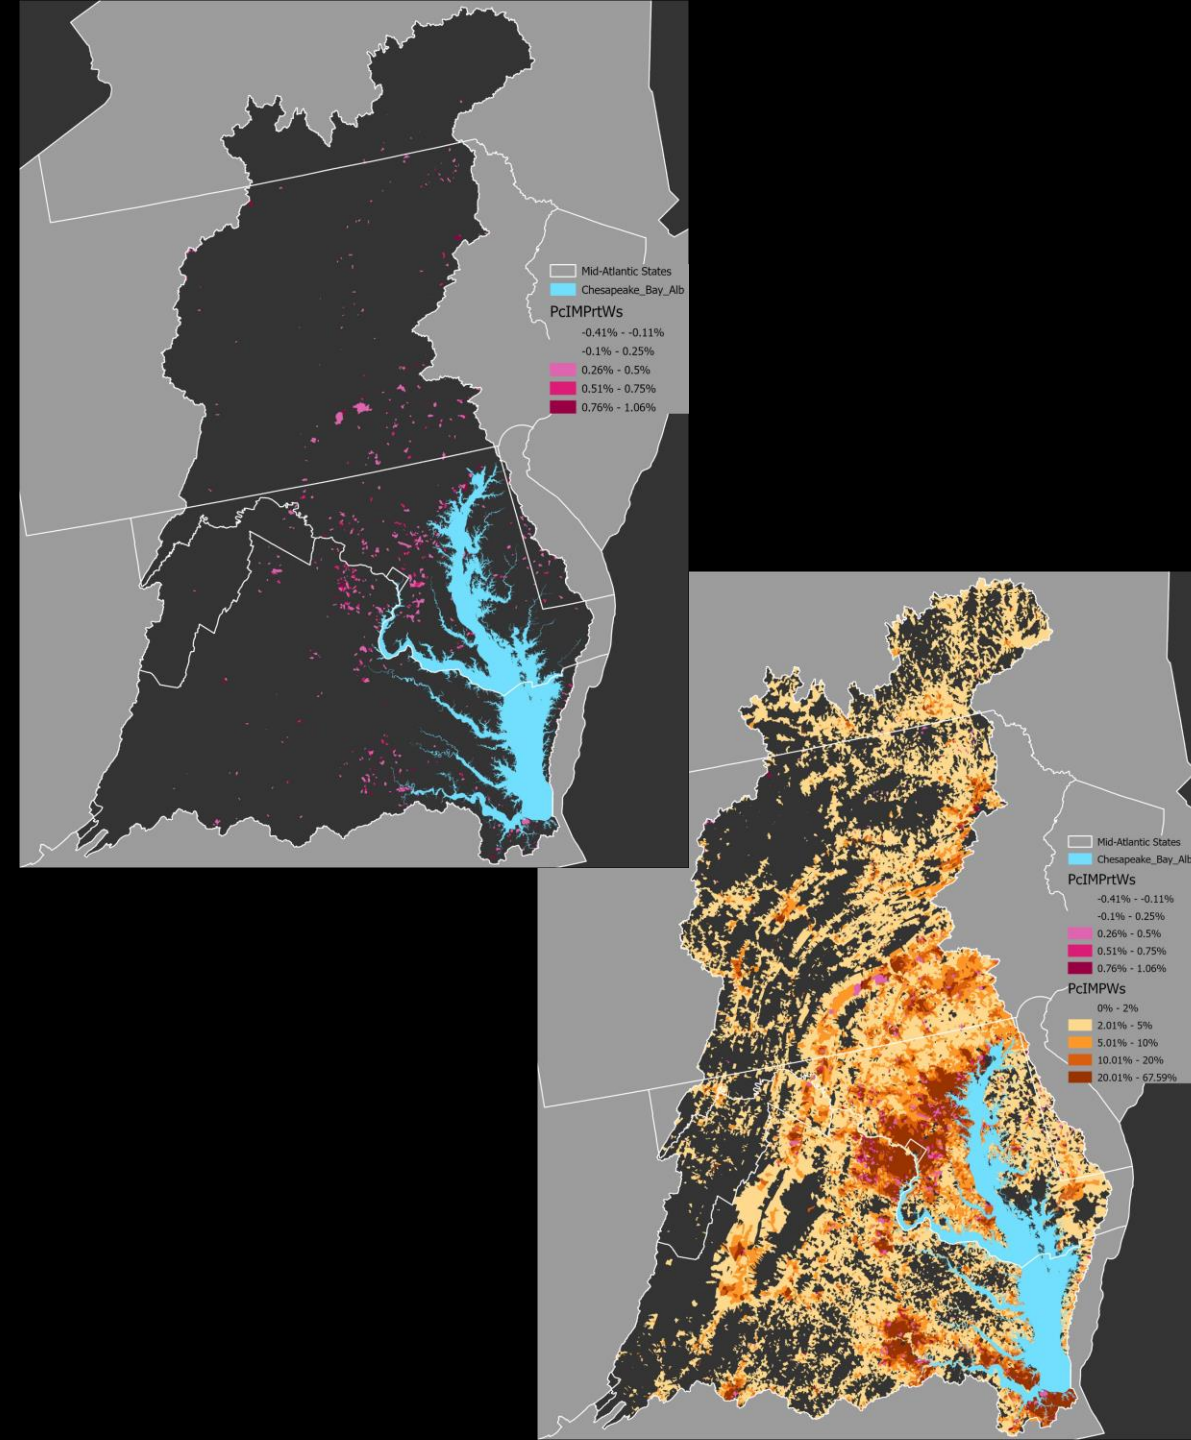 Mid-Atlantic States
Chesapeake_Bay_Alb
PcIMPrtWs
-0.41% - -0.11%
-0.1% - 0.25%
0.26% - 0.5%
0.51% - 0.75%
0.76% - 1.06%
Mid-Atlantic States
Chesapeake_Bay_Alb
PcIMPrtWs
-0.41% - -0.11%
-0.1% - 0.25%
0.26% - 0.5%
0.51% - 0.75%
0.76% - 1.06%
PcIMPWs
0% - 2%
2.01% - 5%
5.01% - 10%
10.01% - 20%
20.01% - 67.59%